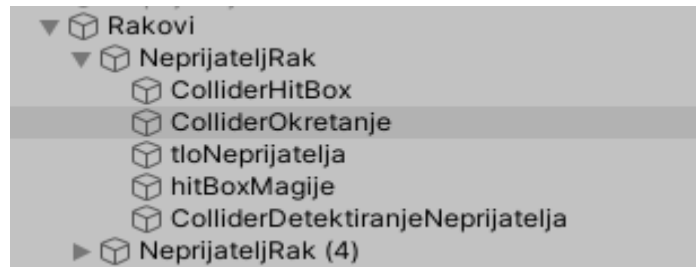 Rakovi
NeprijateljRak
ColliderHitBox
ColliderOkretanje
tloNeprijatelja
hitBoxMagije
ColliderDetektiranjeNeprijatelja
NeprijateljRak (4)